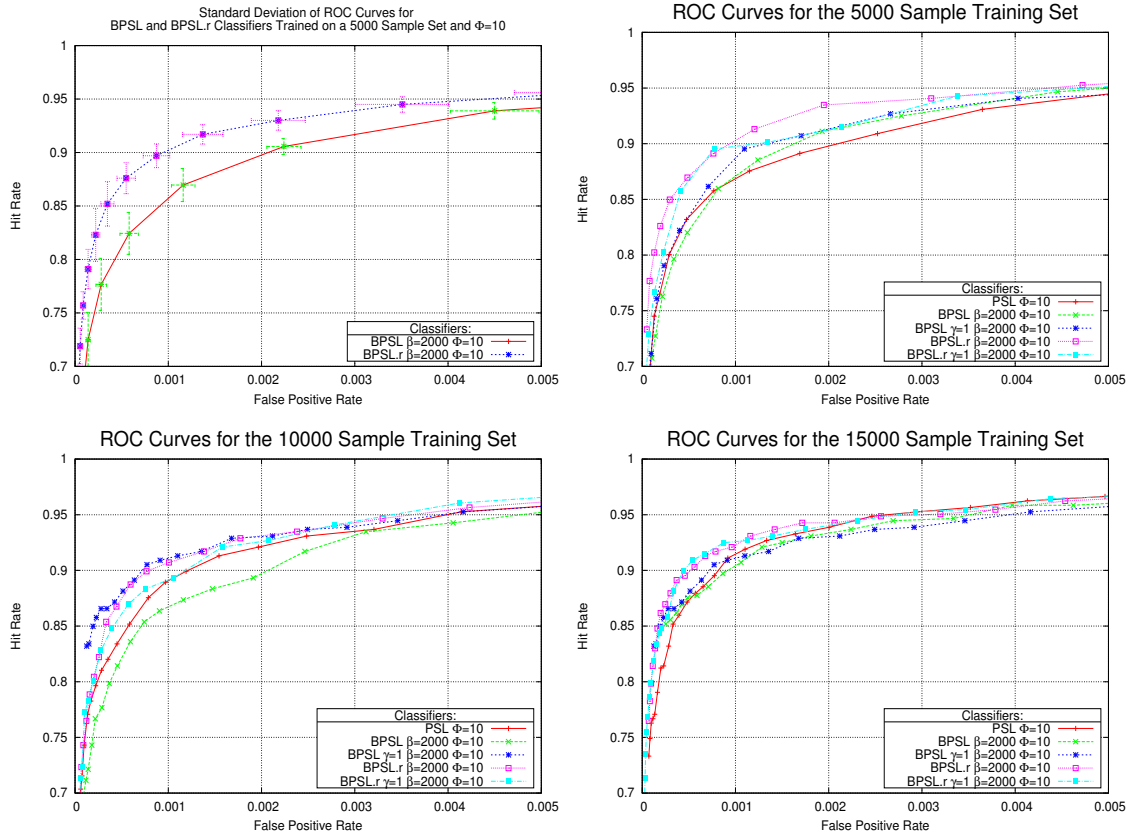 Standard Deviation of ROC Curves for
BPSL and BPSL.r Classifiers Trained on a 5000 Sample Set and Φ=10
1
0.95
0.9
0.85
0.8
0.75
0.7
Hit Rate
Classifiers:
BPSL β=2000 Φ=10
BPSL.r β=2000 Φ=10
0 0.001 0.002 0.003 0.004 0.005
False Positive Rate
ROC Curves for the 5000 Sample Training Set
1
0.95
0.9
0.85
0.8
0.75
0.7
Hit Rate
Classifiers:
PSL Φ=10
BPSL β=2000 Φ=10
BPSL γ=1 β=2000 Φ=10
BPSL.r β=2000 Φ=10
BPSL.r γ=1 β=2000 Φ=10
0 0.001 0.002 0.003 0.004 0.005
False Positive Rate
ROC Curves for the 10000 Sample Training Set
1
0.95
0.9
0.85
0.8
0.75
0.7
Hit Rate
Classifiers:
PSL Φ=10
BPSL β=2000 Φ=10
BPSL γ=1 β=2000 Φ=10
BPSL.r β=2000 Φ=10
BPSL.r γ=1 β=2000 Φ=10
0 0.001 0.002 0.003 0.004 0.005
False Positive Rate
ROC Curves for the 15000 Sample Training Set
1
0.95
0.9
0.85
0.8
0.75
0.7
Hit Rate
Classifiers:
PSL Φ=10
BPSL β=2000 Φ=10
BPSL γ=1 β=2000 Φ=10
BPSL.r β=2000 Φ=10
BPSL.r γ=1 β=2000 Φ=10
0 0.001 0.002 0.003 0.004 0.005
False Positive Rate